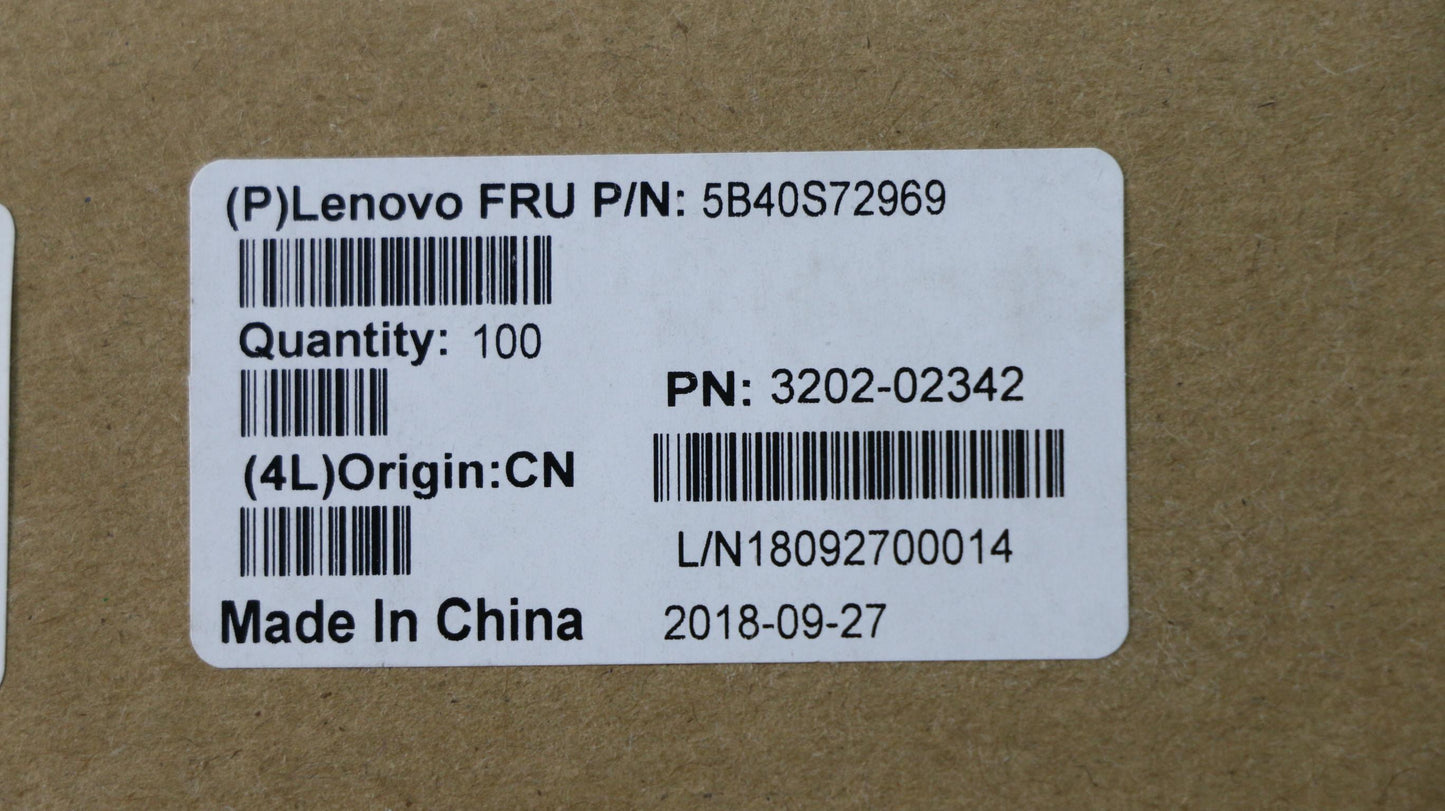 (P)Lenovo FRU P/N: 5B40S72969
Quantity: 100
(4L)Origin:CN
Made In China
PN: 3202-02342
L/N18092700014
2018-09-27